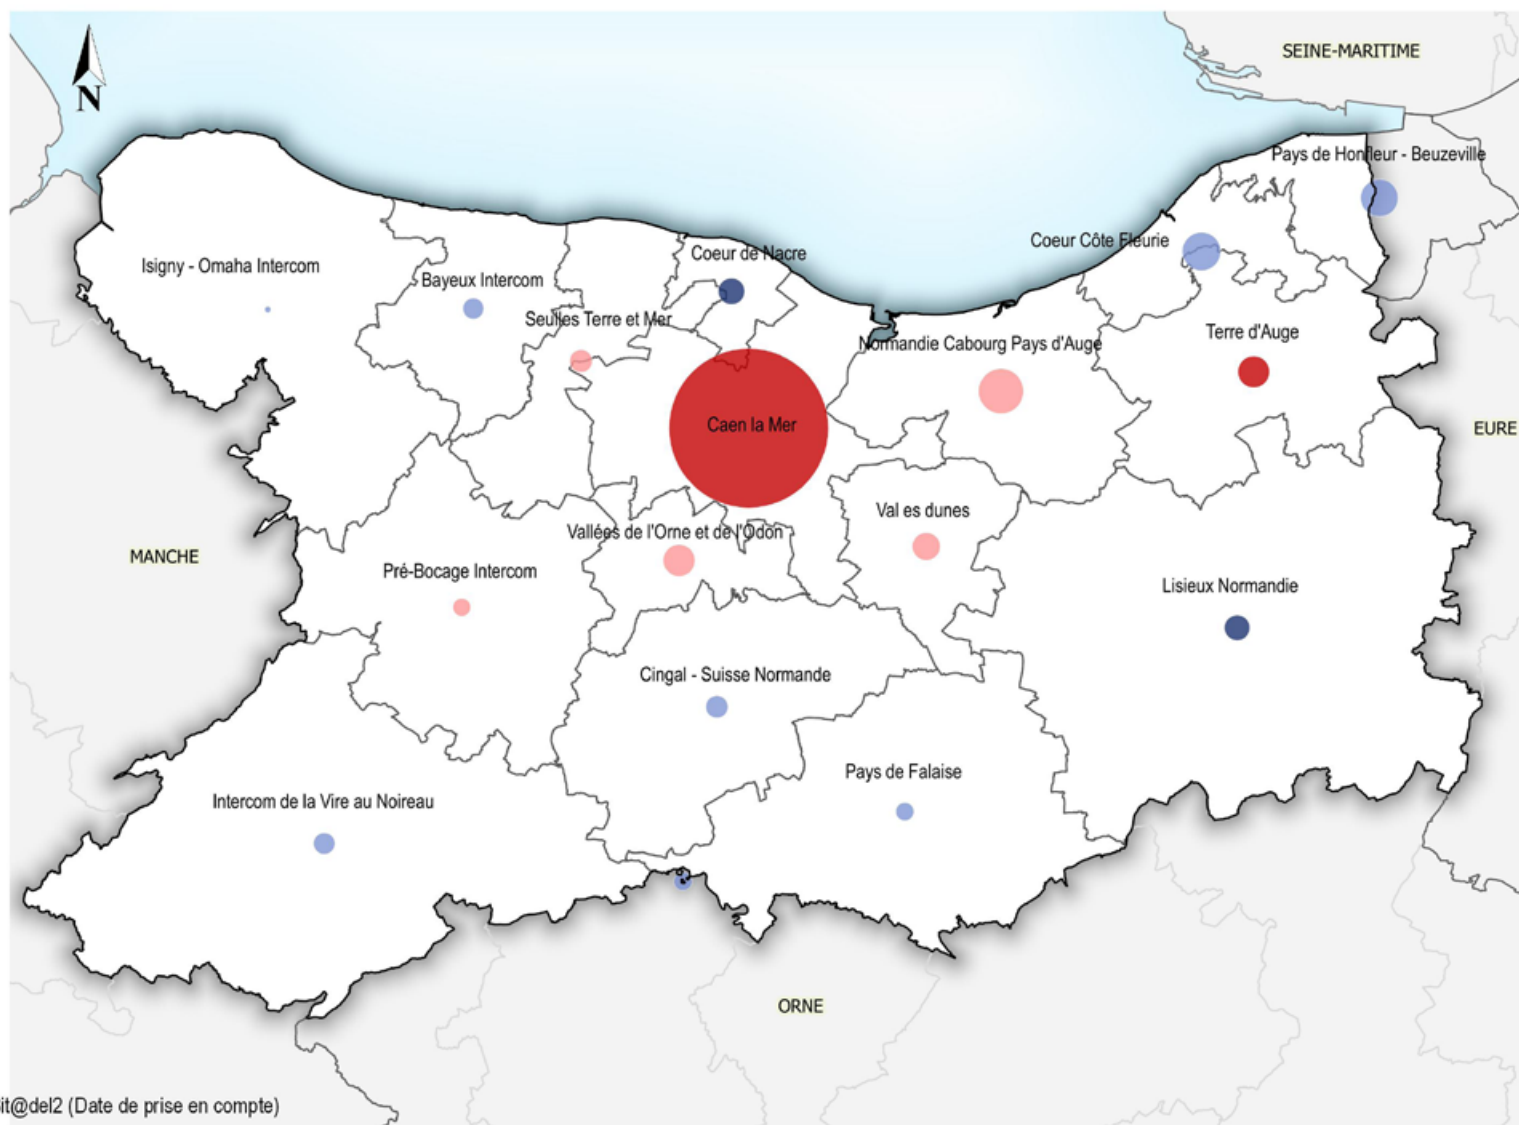 SEINE-MARITIME
N
Pays de Honfleur - Beuzeville
Coeur Côte Fleurie
Coeur de Nacre
Isigny - Omaha Intercom
Bayeux Intercom
Seulles Terre et Mer
Terre d'Auge
Normandie Cabourg Pays d'Auge
Caen la Mer
EURE
Val es dunes
Vallées de l'Orne et de l'Odon
MANCHE
Pré-Bocage Intercom
Lisieux Normandie
Cingal - Suisse Normande
Pays de Falaise
Intercom de la Vire au Noireau
ORNE
it@del2 (Date de prise en compte)